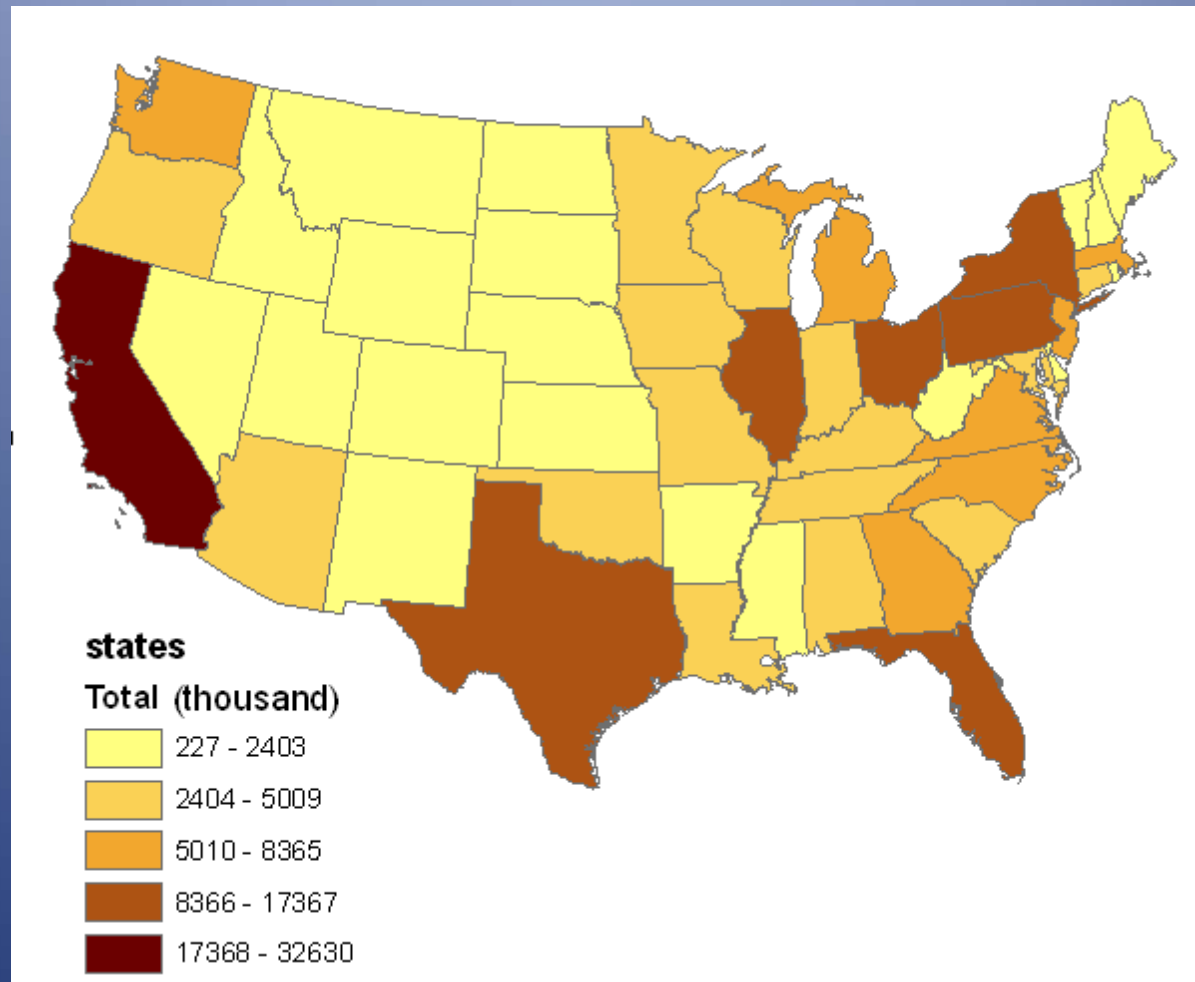 states
Total (thousand)
227 - 2403
2404 - 5009
5010 - 8365
8366 - 17367
17368 - 32630